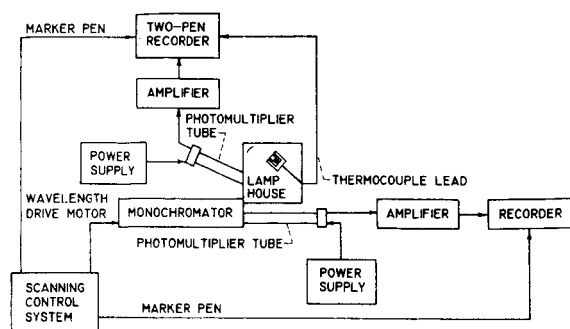 MARKER PEN
TWO-PEN
RECORDER
AMPLIFIER
PHOTOMULTIPLIER
TUBE
POWER
SUPPLY
LAMP
HOUSE
THERMOCOUPLE LEAD
WAVELENGTH
DRIVE MOTOR
MONOCHROMATOR
AMPLIFIER
RECORDER
PHOTOMULTIPLIER TUBE
POWER
SUPPLY
SCANNING
CONTROL
SYSTEM
MARKER PEN